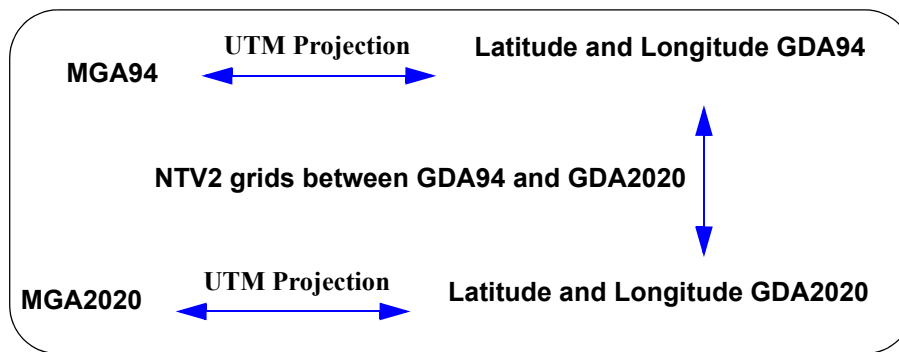 UTM Projection
Latitude and Longitude GDA94
MGA94
NTV2 grids between GDA94 and GDA2020
UTM Projection
Latitude and Longitude GDA2020
MGA2020